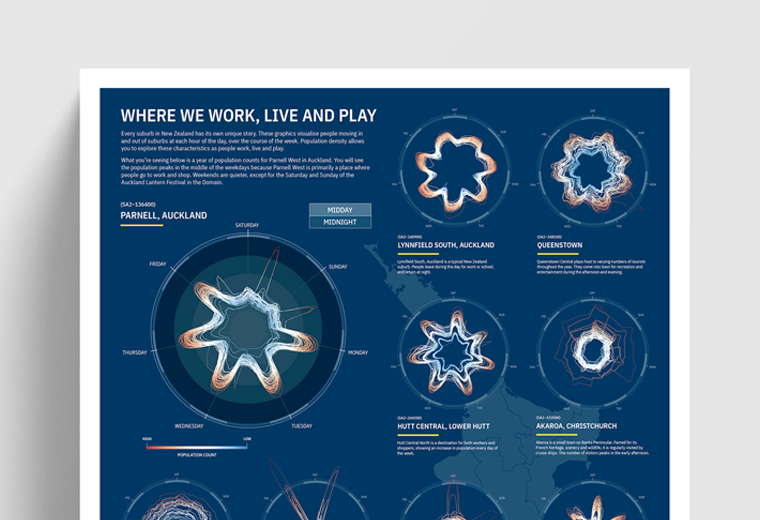 WHERE WE WORK, LIVE AND PLAY
Every suburb in New Zealand has its own unique story. These graphics visualise people moving in
and out of suburbs at each hour of the day, over the course of the week. Population density allows
you to explore these characteristics as people work, live and play.
What you're seeing below is a year of population counts for Parnell West in Auckland. You will see
the population peaks in the middle of the weekdays because Parnell West is primarily a place where
people go to work and shop. Weekends are quieter, except for the Saturday and Sunday of the
Auckland Lantern Festival in the Domain.
(SA2-136400)
PARNELL, AUCKLAND
MIDDAY
MIDNIGHT
SATURDAY
FRIDAY
SUNDAY
THURSDAY
MONDAY
WEDNESDAY
TUESDAY
HIGH
LOW
POPULATION COUNT
LYNNFIELD SOUTH, AUCKLAND
Lynnfield South, Auckland is a typical New Zealand
suburb. People leave during the day for work or school,
and return at night.
QUEENSTOWN
Queenstown Central plays host to varying numbers of tourists
throughout the year. They come into town for recreation and
entertainment during the afternoon and evening.
HUTT CENTRAL, LOWER HUTT
Hutt Central North is a destination for both workers and
shoppers, showing an increase in population every day of
the week.
AKAROA, CHRISTCHURCH
Akaroa is a small town on Banks Peninsula. Famed for its
French heritage, scenery and wildlife, it is regularly visited by
cruise ships. The number of visitors peaks in the early afternoon.